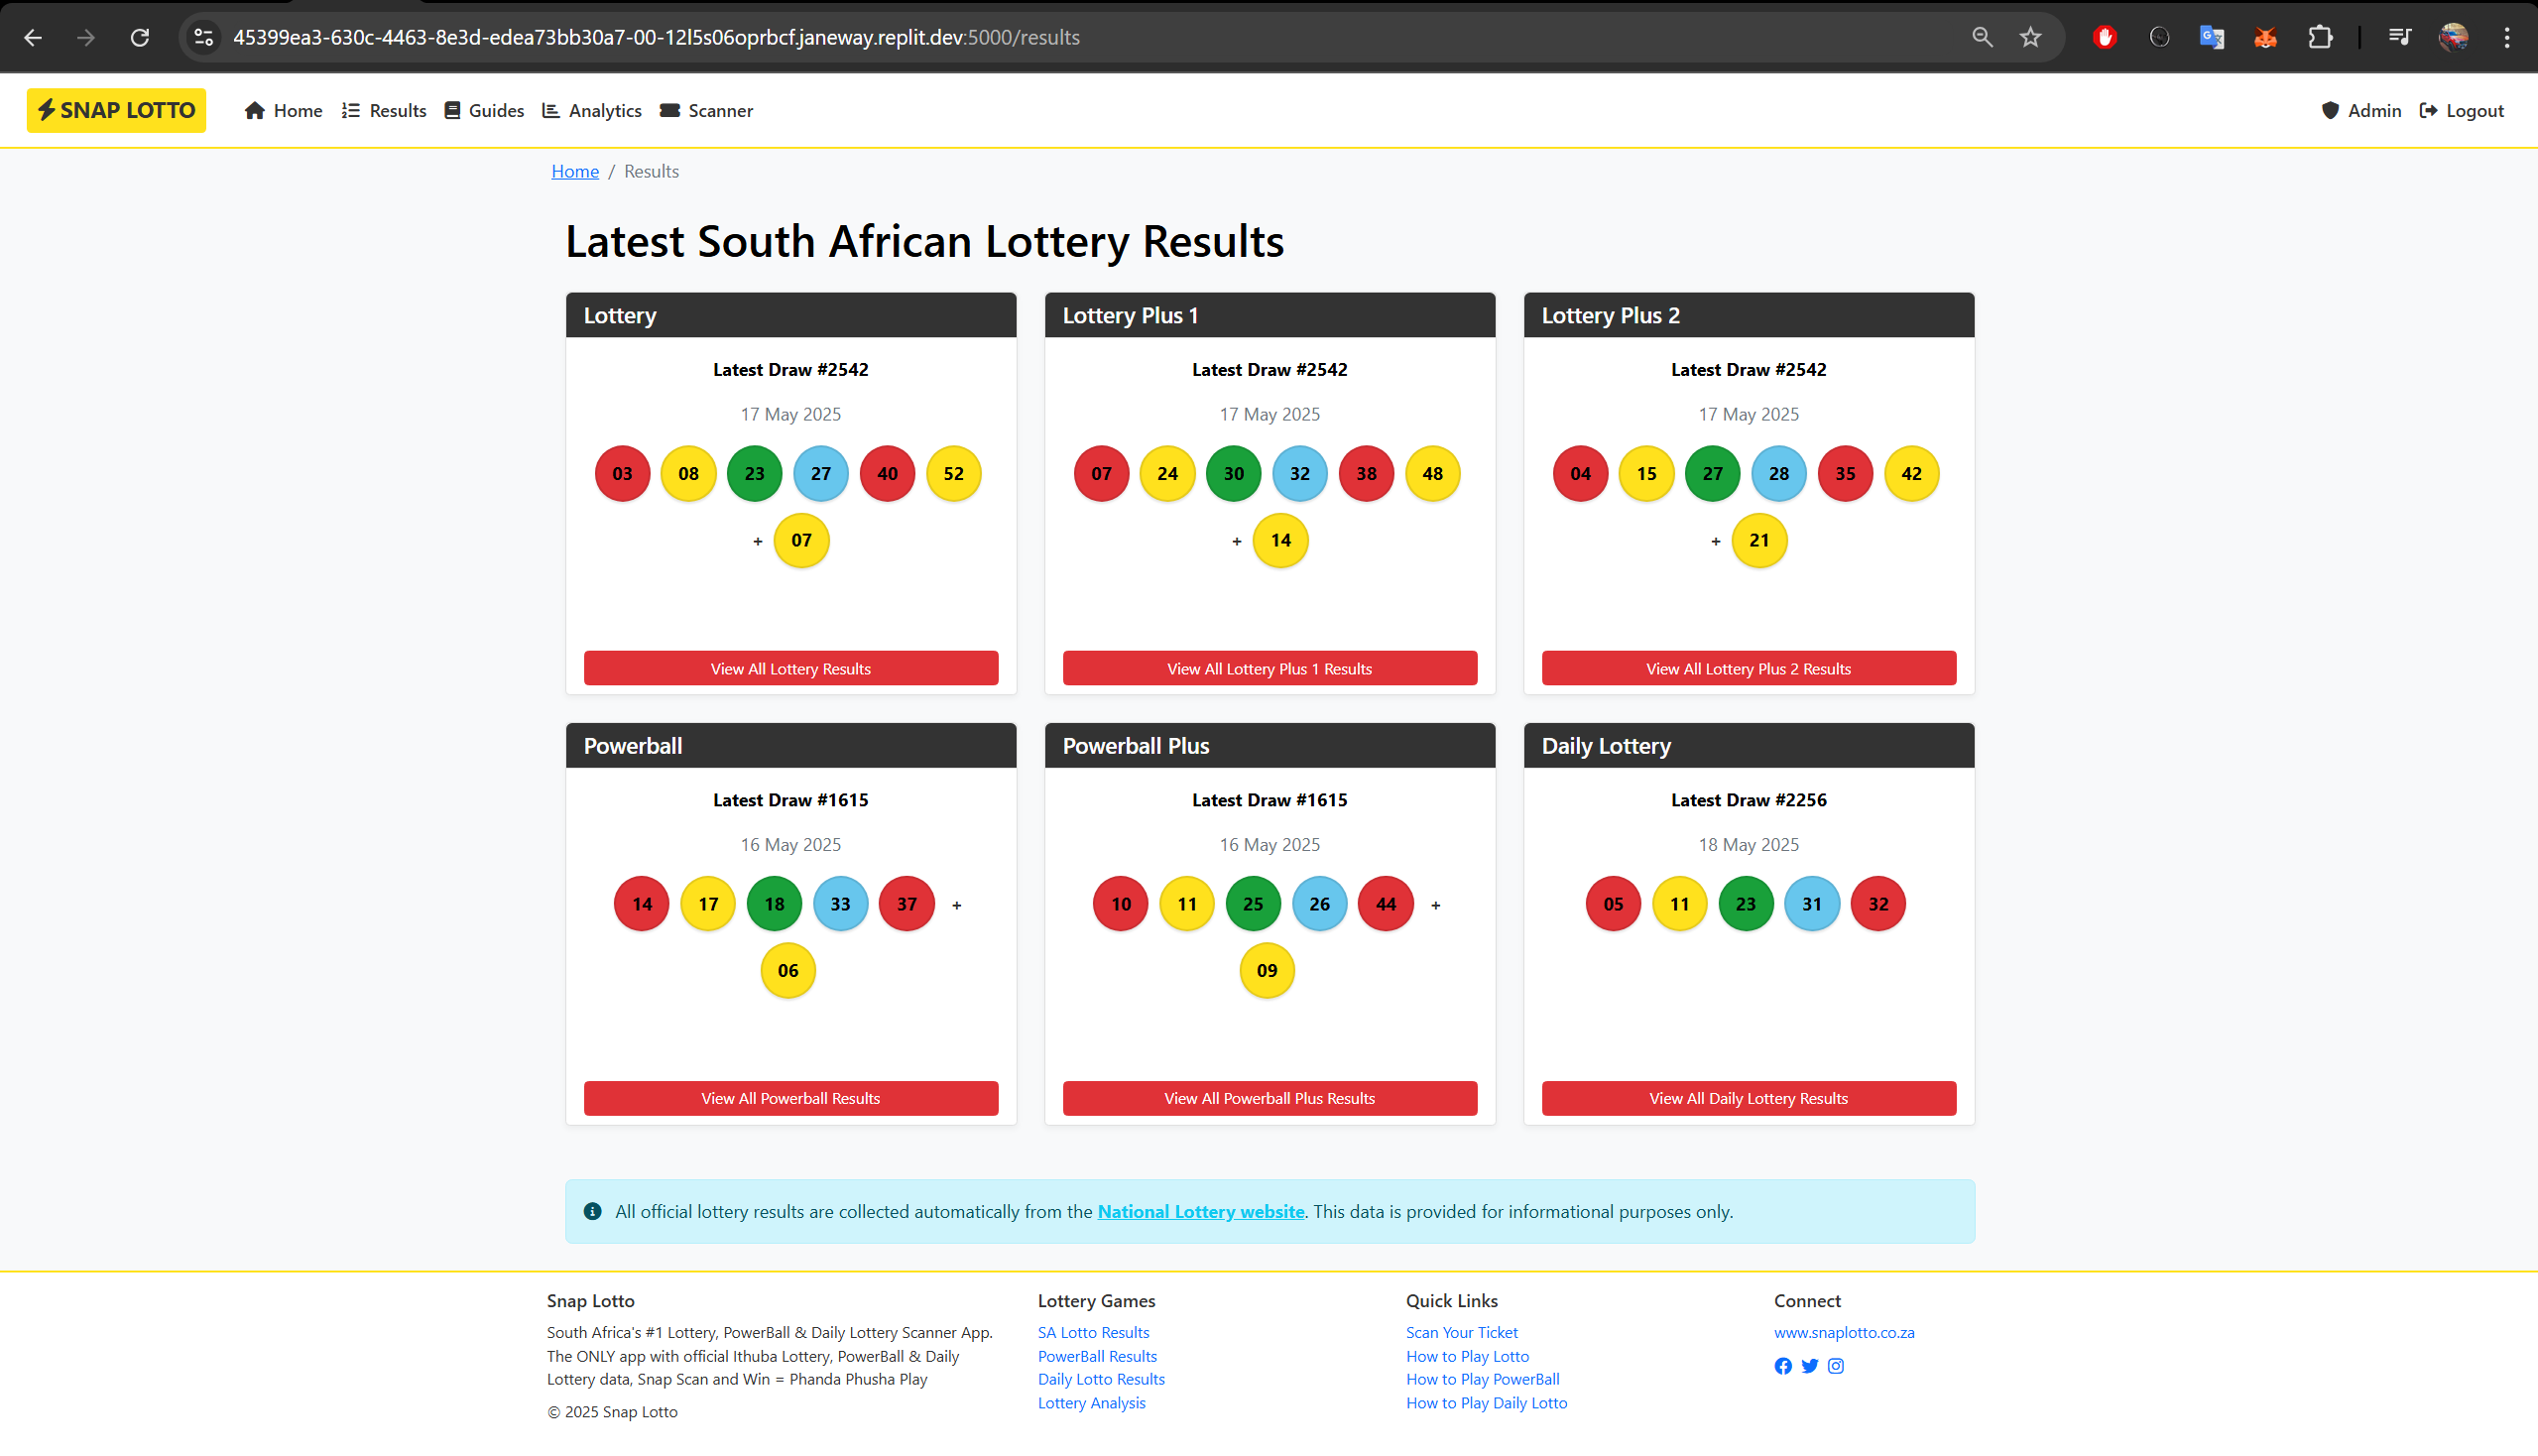 45399ea3-630c-4463-8e3d-edea73bb30a7-00-12l5s06oprbcf.janeway.replit.dev:5000/results
SNAP LOTTO Home Results Guides Analytics Scanner Admin Logout
Home / Results
Latest South African Lottery Results
Lottery
Latest Draw #2542
17 May 2025
03 08 23 27 40 52
+ 07
View All Lottery Results
Lottery Plus 1
Latest Draw #2542
17 May 2025
07 24 30 32 38 48
+ 14
View All Lottery Plus 1 Results
Lottery Plus 2
Latest Draw #2542
17 May 2025
04 15 27 28 35 42
+ 21
View All Lottery Plus 2 Results
Powerball
Latest Draw #1615
16 May 2025
14 17 18 33 37 +
06
View All Powerball Results
Powerball Plus
Latest Draw #1615
16 May 2025
10 11 25 26 44 +
09
View All Powerball Plus Results
Daily Lottery
Latest Draw #2256
18 May 2025
05 11 23 31 32
View All Daily Lottery Results
All official lottery results are collected automatically from the National Lottery website. This data is provided for informational purposes only.
Snap Lotto
South Africa's #1 Lottery, PowerBall & Daily Lottery Scanner App.
The ONLY app with official Ithuba Lottery, PowerBall & Daily
Lottery data, Snap Scan and Win = Phanda Phusha Play
© 2025 Snap Lotto
Lottery Games
SA Lotto Results
PowerBall Results
Daily Lotto Results
Lottery Analysis
Quick Links
Scan Your Ticket
How to Play Lotto
How to Play PowerBall
How to Play Daily Lotto
Connect
www.snaplotto.co.za